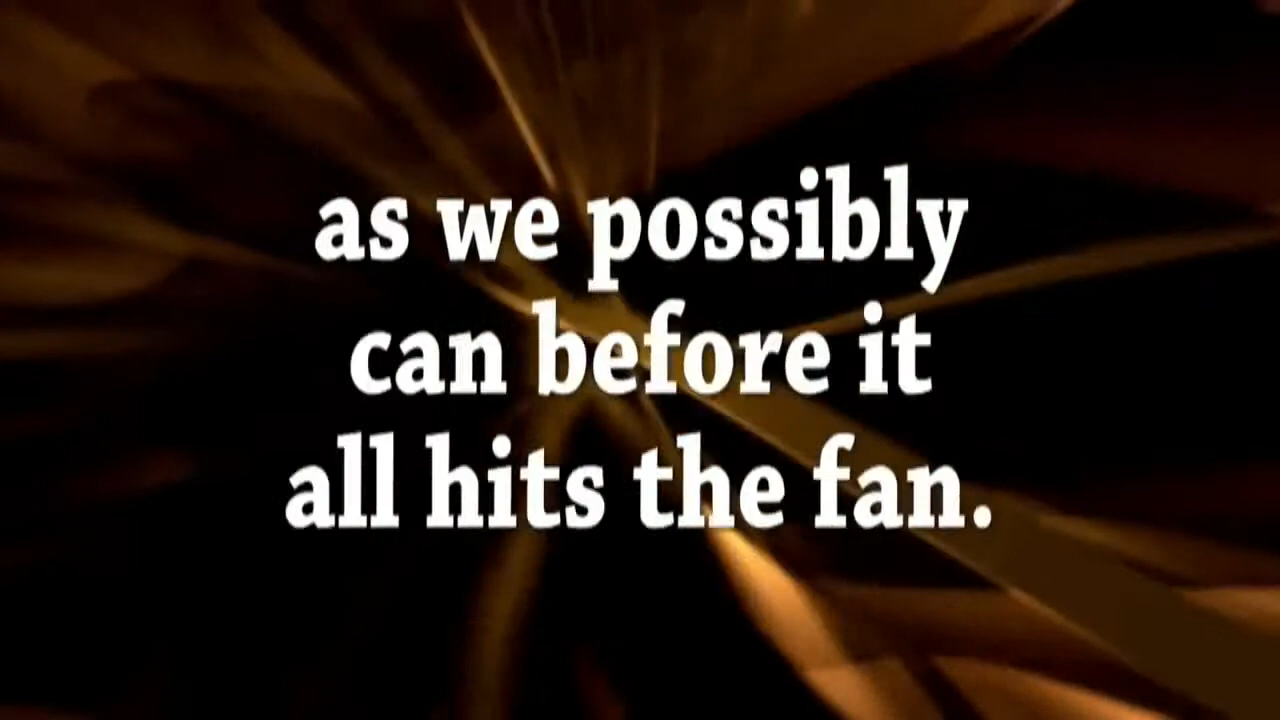 as we possibly
can before it
all hits the fan.